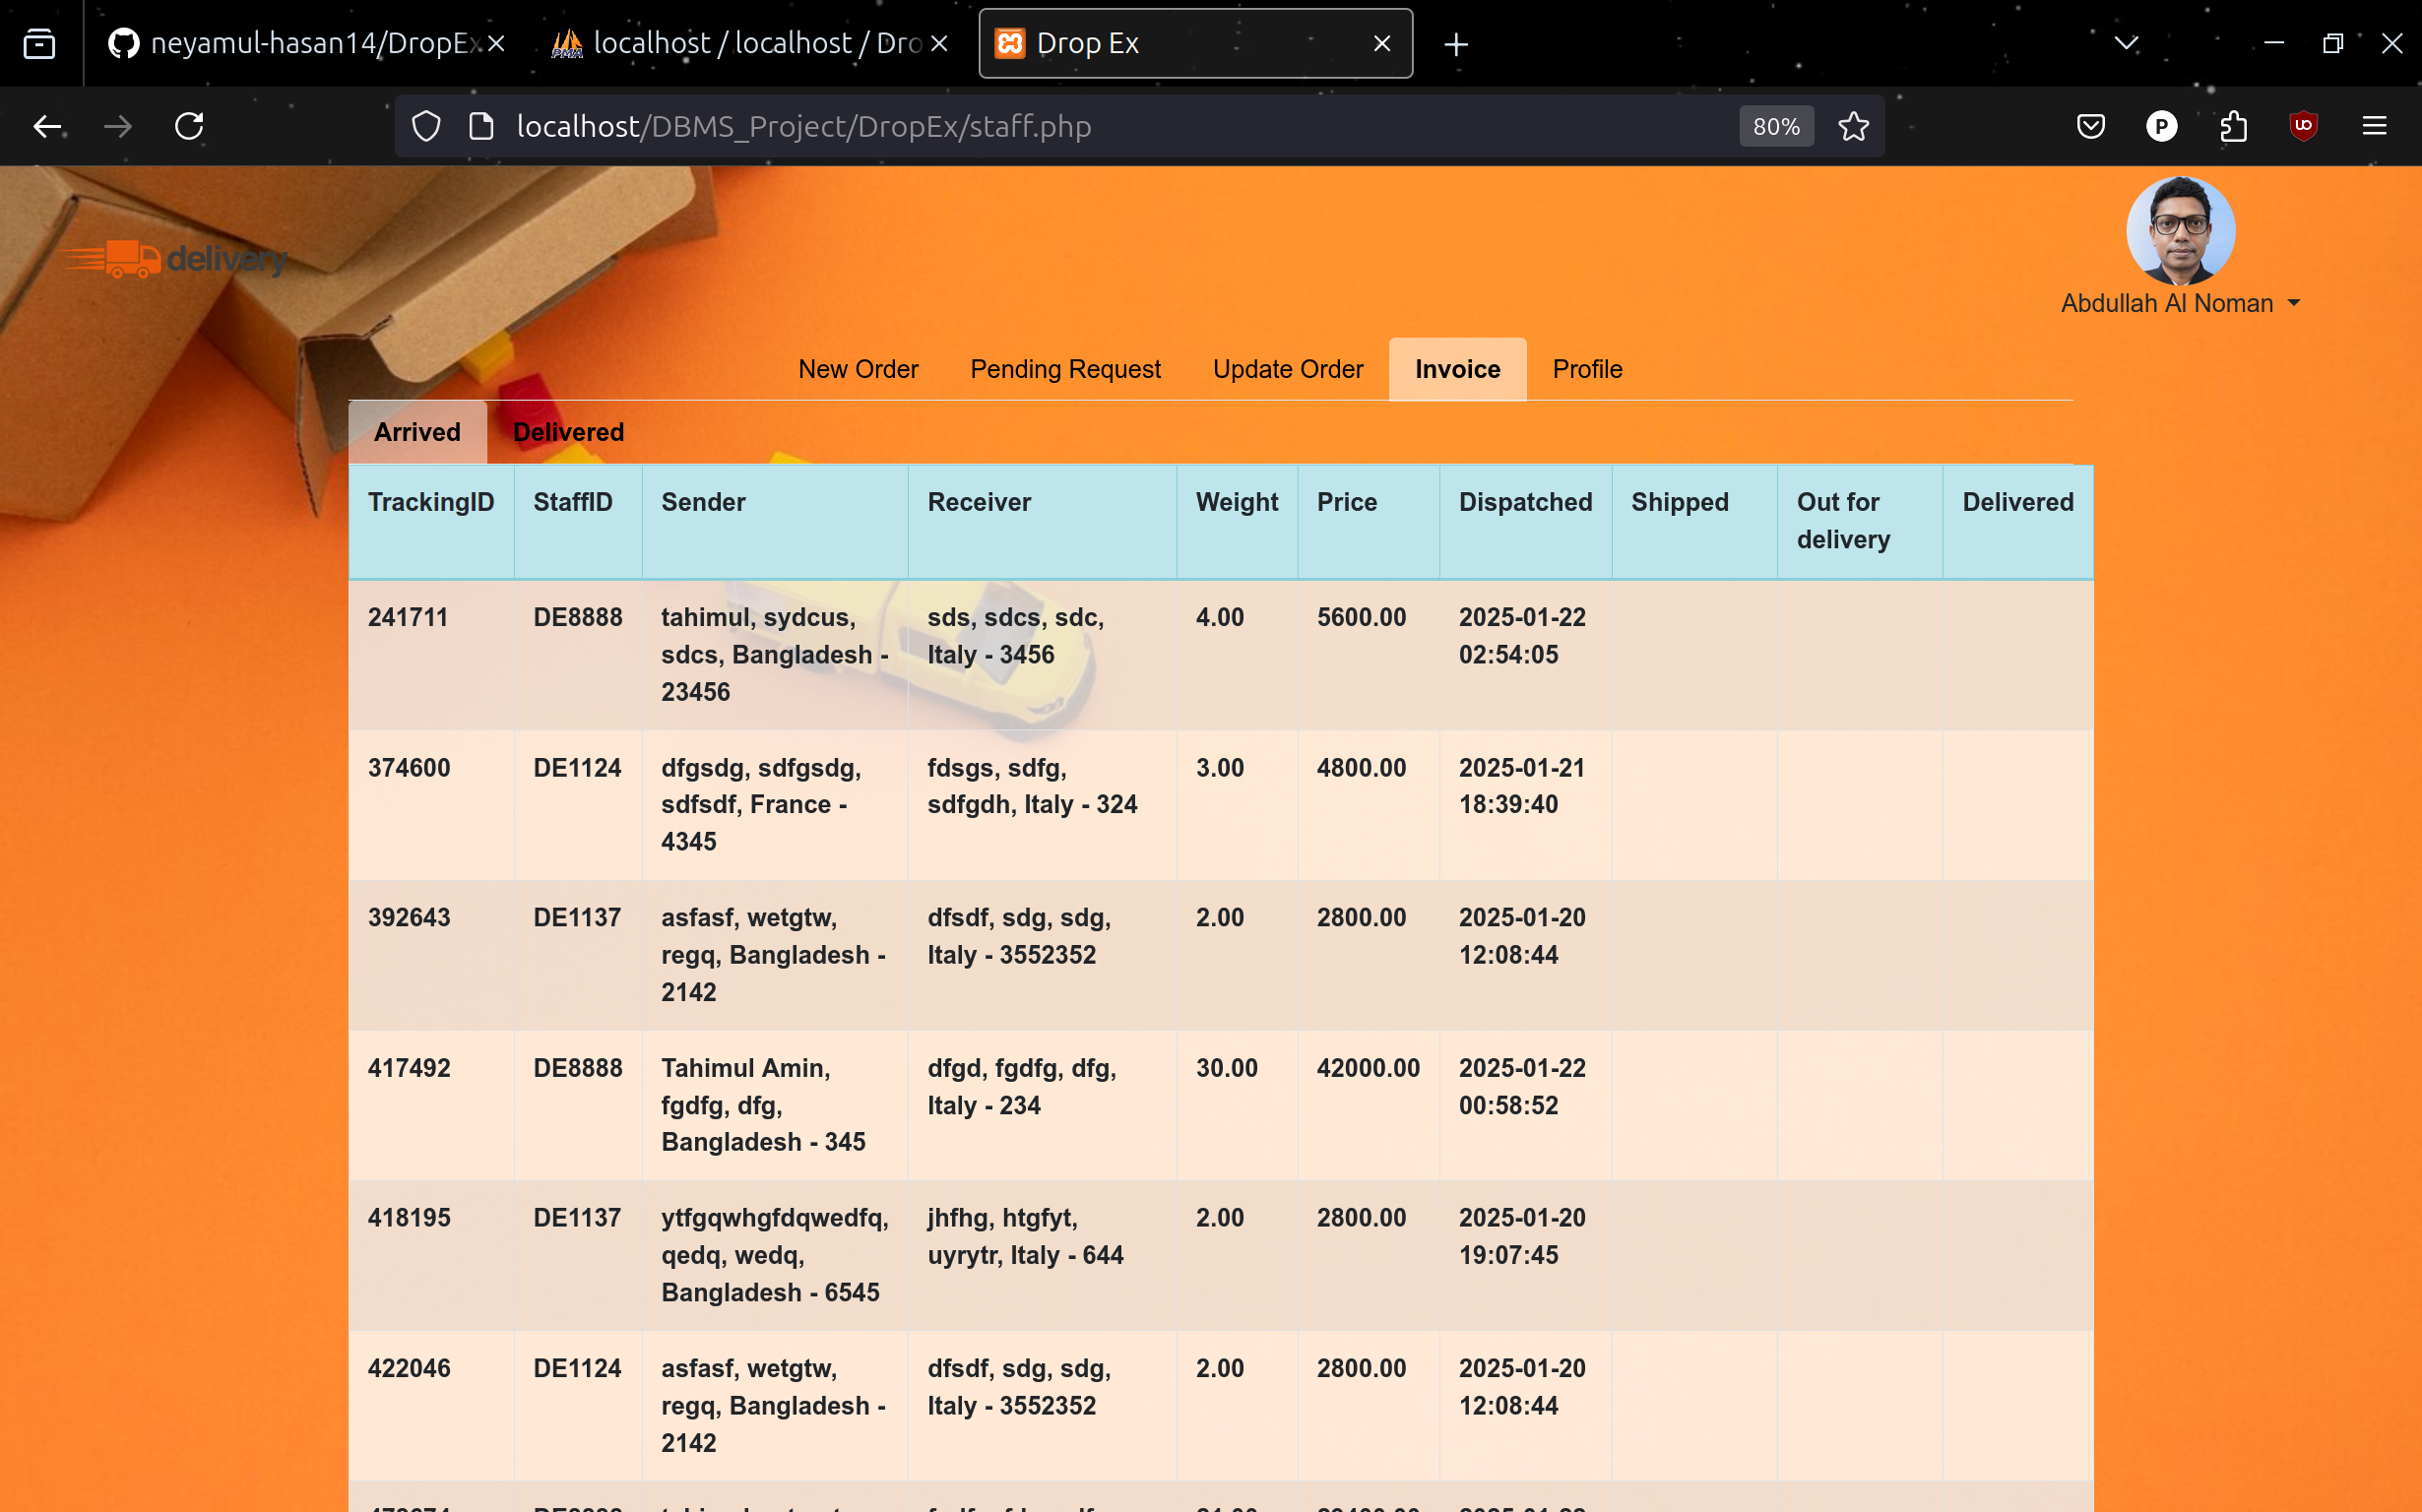 neyamul-hasan14/DropEx
localhost / localhost / Dro
Drop Ex
localhost/DBMS_Project/DropEx/staff.php
80%
P
UO
PMA
delivery
Abdullah Al Noman
New Order Pending Request Update Order Invoice Profile
Arrived Delivered
TrackingID StaffID Sender Receiver Weight Price Dispatched Shipped Out for Delivered
delivery
241711 DE8888 tahimul, sydcus, sds, sdcs, sdc, 4.00 5600.00 2025-01-22
sdcs, Bangladesh - Italy - 3456 02:54:05
23456
374600 DE1124 dfgsdg, sdfgsdg, fdsgs, sdfg, 3.00 4800.00 2025-01-21
sdfsdf, France - sdfgdh, Italy - 324 18:39:40
4345
392643 DE1137 asfasf, wetgtw, dfsdf, sdg, sdg, 2.00 2800.00 2025-01-20
regq, Bangladesh - Italy - 3552352 12:08:44
2142
417492 DE8888 Tahimul Amin, dfgd, fgdfg, dfg, 30.00 42000.00 2025-01-22
fgdfg, dfg, Italy - 234 00:58:52
Bangladesh - 345
418195 DE1137 ytfgqwhgfdqwedfq, jhfhg, htgfyt, 2.00 2800.00 2025-01-20
qedq, wedq, uyrytr, Italy - 644 19:07:45
Bangladesh - 6545
422046 DE1124 asfasf, wetgtw, dfsdf, sdg, sdg, 2.00 2800.00 2025-01-20
regq, Bangladesh - Italy - 3552352 12:08:44
2142